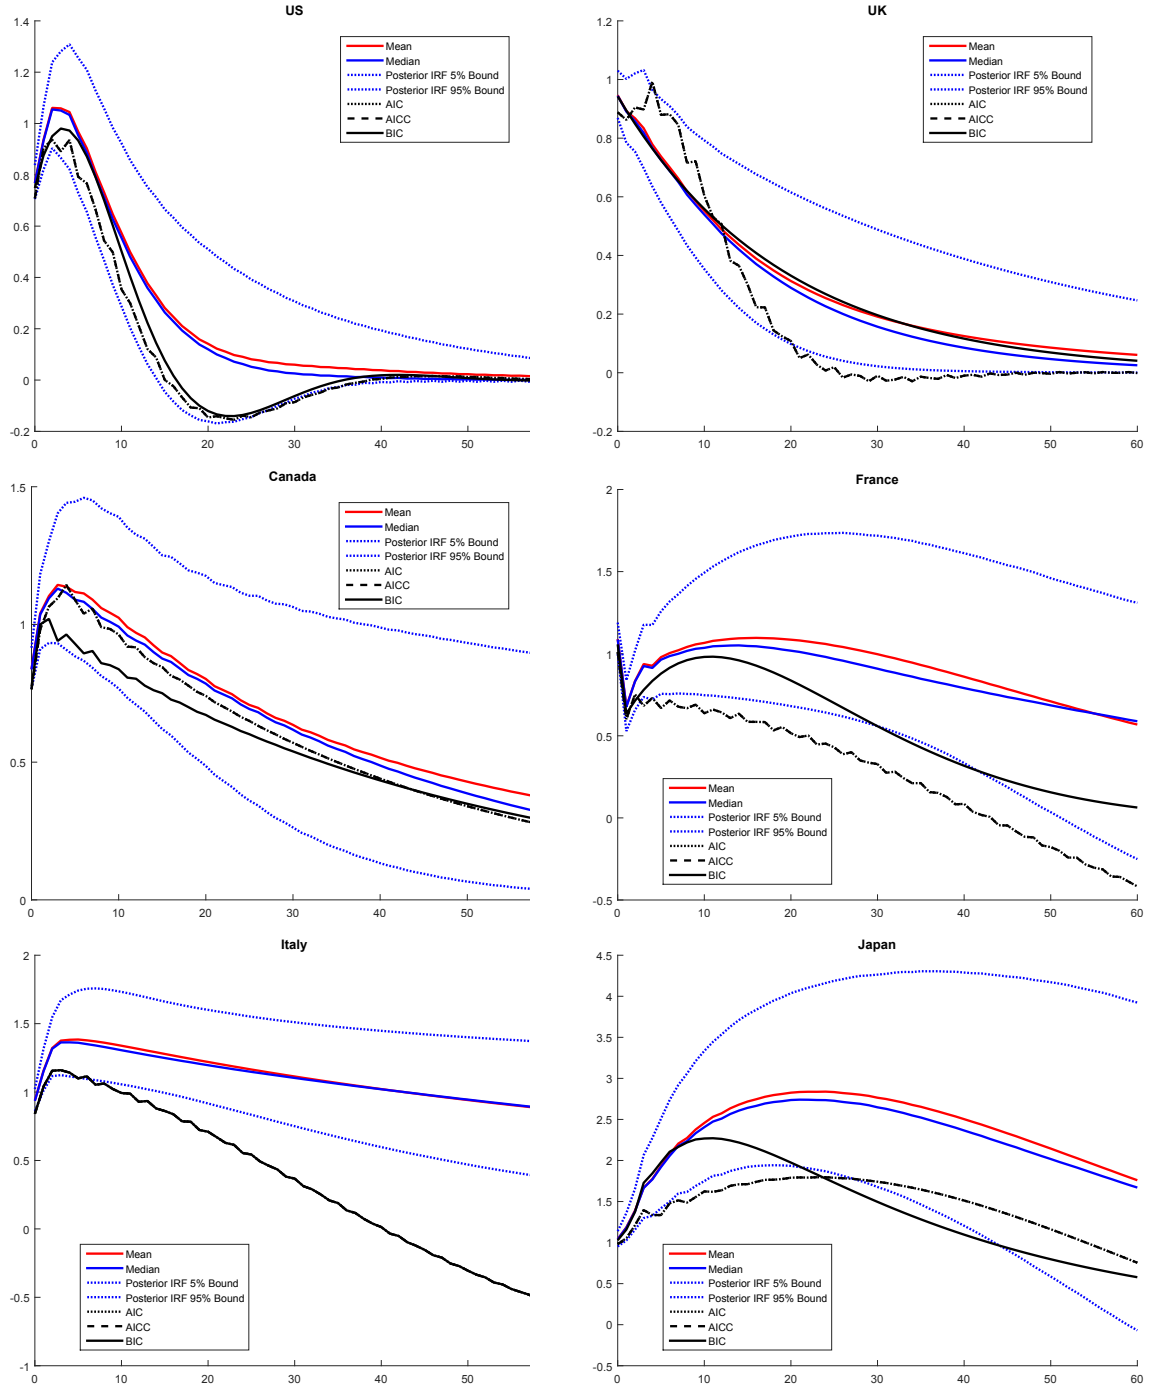 US
1.4
1.2
1
0.8
0.6
0.4
0.2
0
-0.2
0 10 20 30 40 50
Mean
Median
Posterior IRF 5% Bound
Posterior IRF 95% Bound
AIC
AICC
BIC
UK
1.2
1
0.8
0.6
0.4
0.2
0
-0.2
0 10 20 30 40 50 60
Mean
Median
Posterior IRF 5% Bound
Posterior IRF 95% Bound
AIC
AICC
BIC
Canada
1.5
1
0.5
0
0 10 20 30 40 50
Mean
Median
Posterior IRF 5% Bound
Posterior IRF 95% Bound
AIC
AICC
BIC
France
2
1.5
1
0.5
0
-0.5
0 10 20 30 40 50 60
Mean
Median
Posterior IRF 5% Bound
Posterior IRF 95% Bound
AIC
AICC
BIC
Italy
2
1.5
1
0.5
0
-0.5
-1
0 10 20 30 40 50
Mean
Median
Posterior IRF 5% Bound
Posterior IRF 95% Bound
AIC
AICC
BIC
Japan
4.5
4
3.5
3
2.5
2
1.5
1
0.5
0
-0.5
0 10 20 30 40 50 60
Mean
Median
Posterior IRF 5% Bound
Posterior IRF 95% Bound
AIC
AICC
BIC